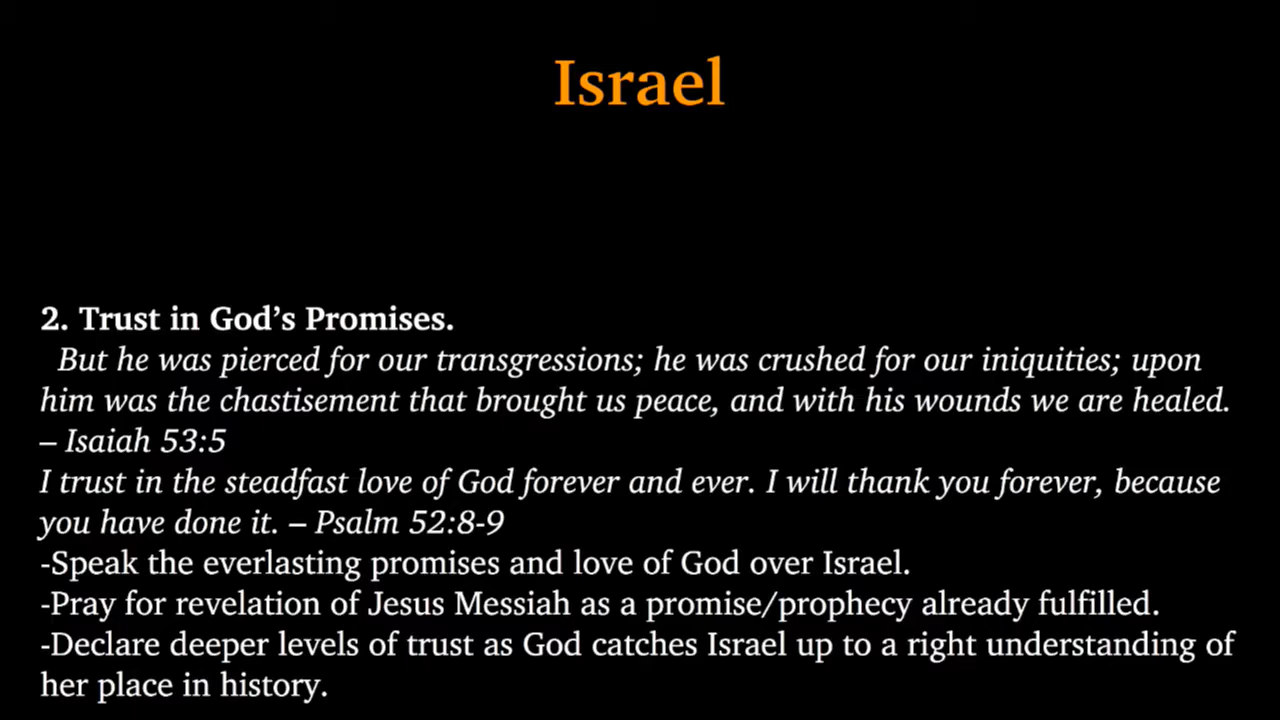 Israel
2. Trust in God’s Promises.
But he was pierced for our transgressions; he was crushed for our iniquities; upon
him was the chastisement that brought us peace, and with his wounds we are healed.
– Isaiah 53:5
I trust in the steadfast love of God forever and ever. I will thank you forever, because
you have done it. – Psalm 52:8-9
-Speak the everlasting promises and love of God over Israel.
-Pray for revelation of Jesus Messiah as a promise/prophecy already fulfilled.
-Declare deeper levels of trust as God catches Israel up to a right understanding of
her place in history.